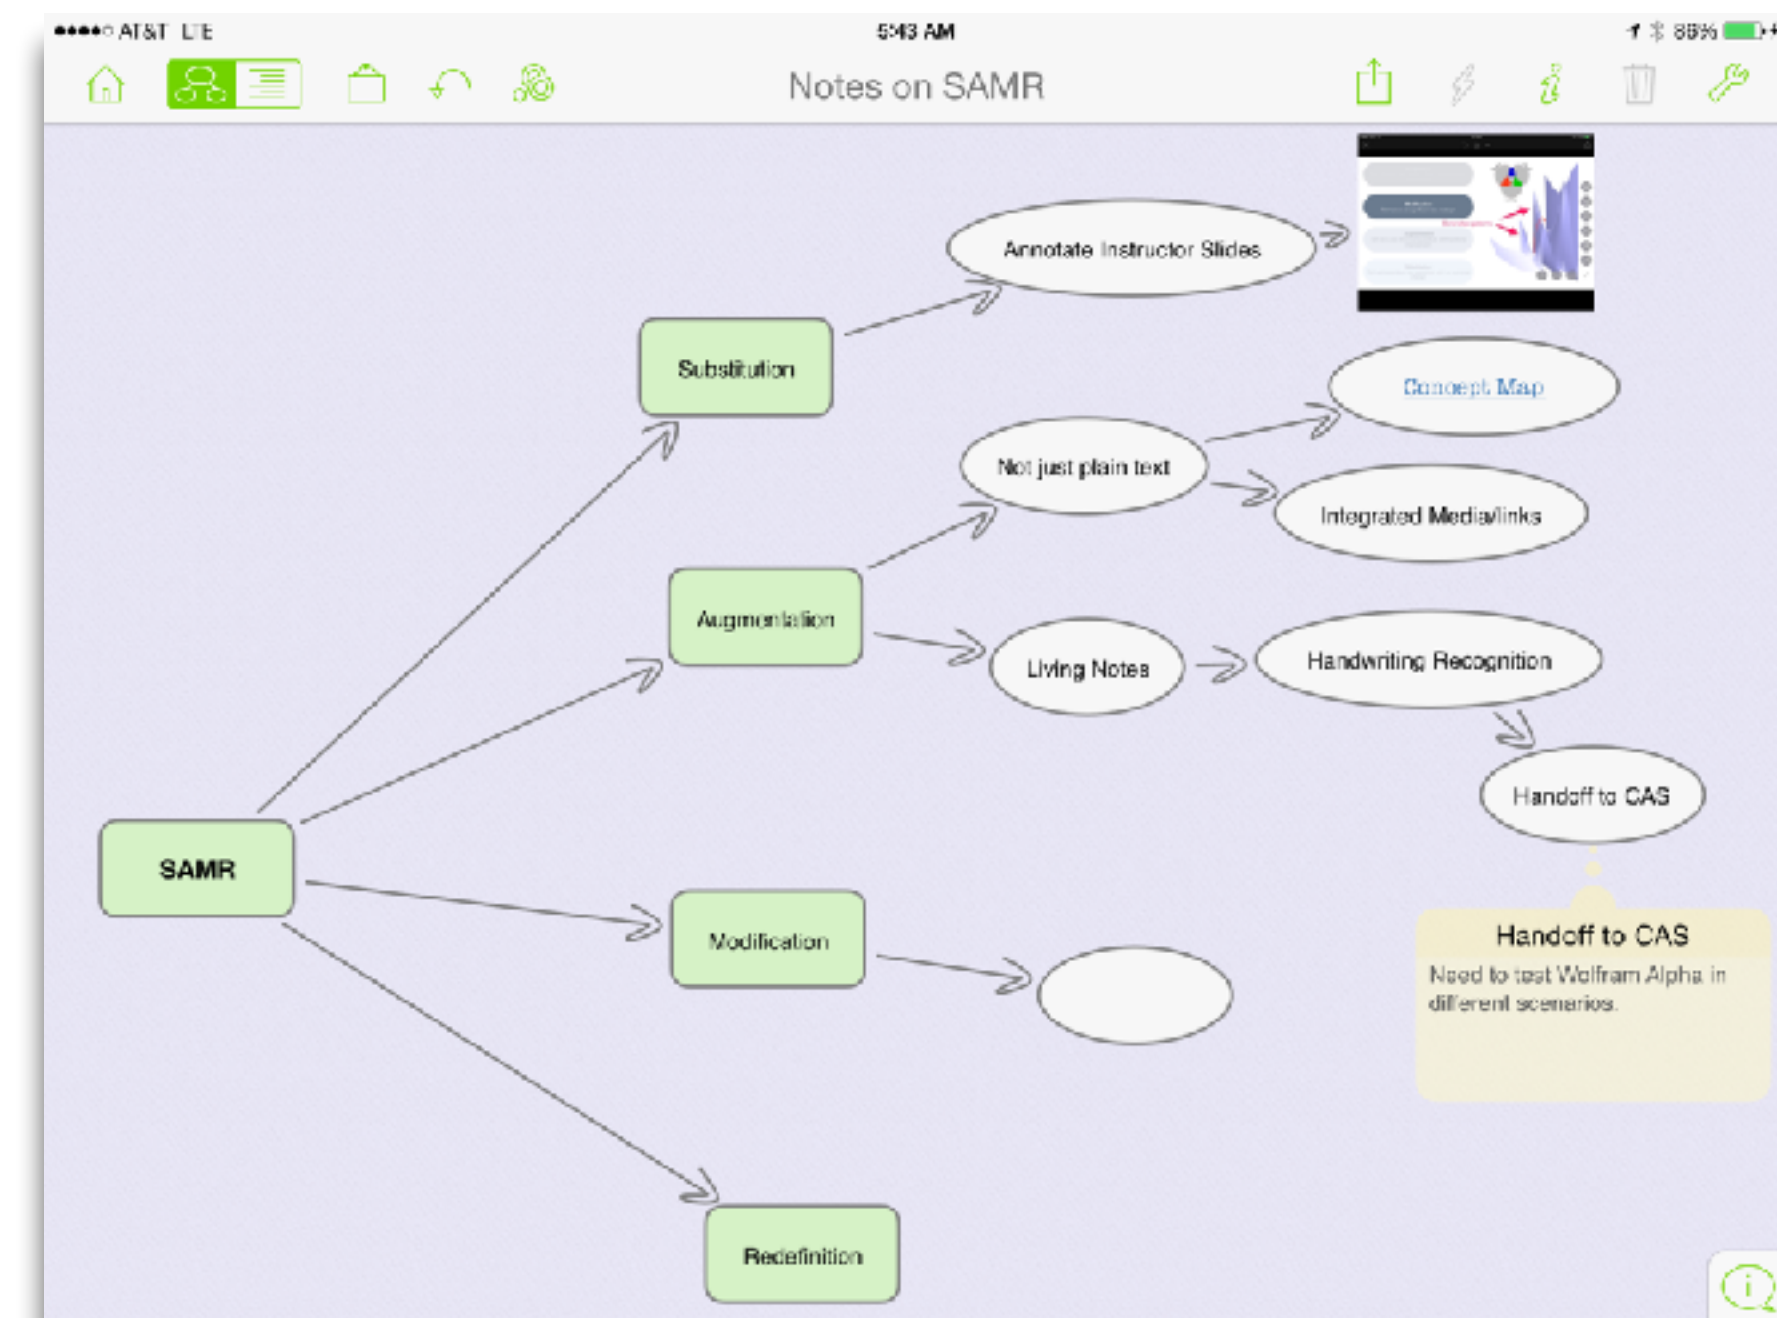 AT&T LTE
5:43 AM
86%
Notes on SAMR
Annotate Instructor Slides
Substitution
Concept Map
Not just plain text
Integrated Media/links
Augmentation
Living Notes
Handwriting Recognition
Handoff to CAS
SAMR
Modification
Handoff to CAS
Need to test Wolfram Alpha in
different scenarios.
Redefinition